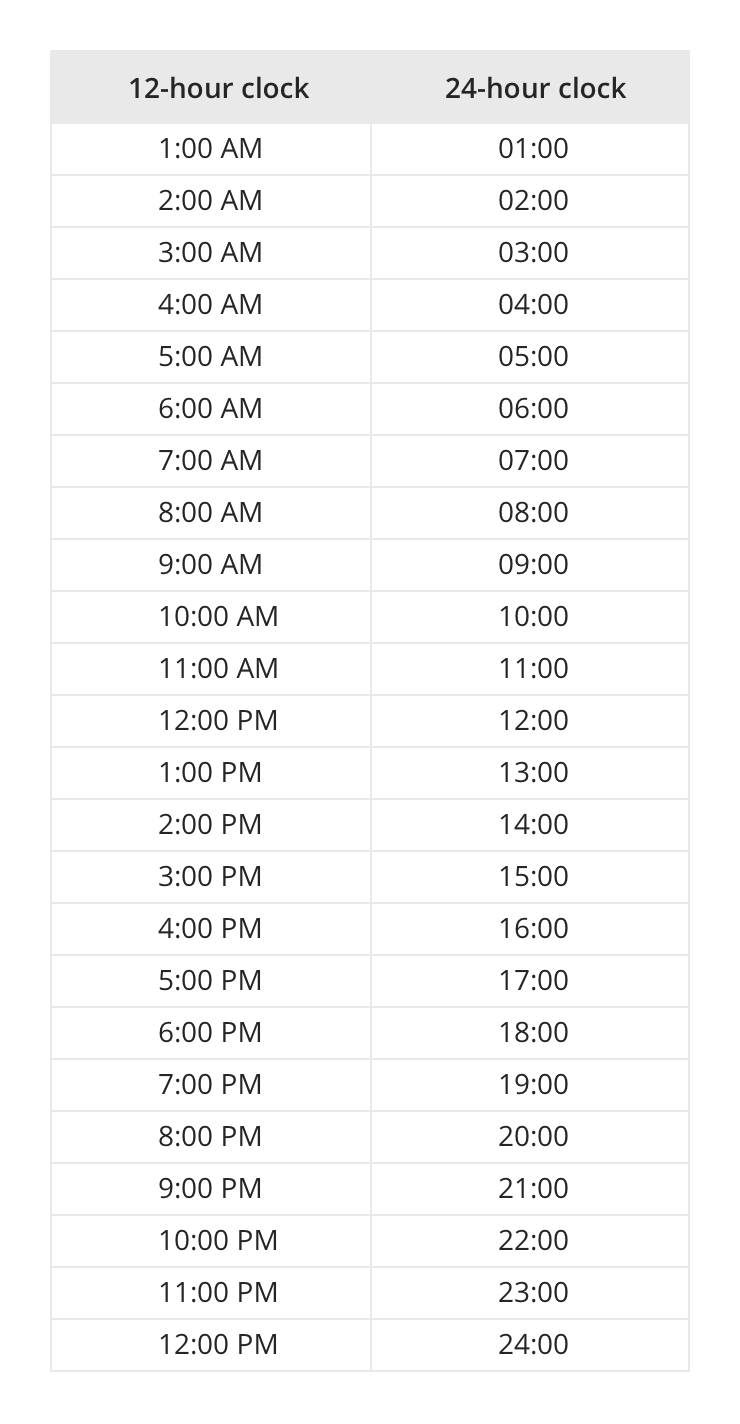 12-hour clock 24-hour clock
1:00 AM 01:00
2:00 AM 02:00
3:00 AM 03:00
4:00 AM 04:00
5:00 AM 05:00
6:00 AM 06:00
7:00 AM 07:00
8:00 AM 08:00
9:00 AM 09:00
10:00 AM 10:00
11:00 AM 11:00
12:00 PM 12:00
1:00 PM 13:00
2:00 PM 14:00
3:00 PM 15:00
4:00 PM 16:00
5:00 PM 17:00
6:00 PM 18:00
7:00 PM 19:00
8:00 PM 20:00
9:00 PM 21:00
10:00 PM 22:00
11:00 PM 23:00
12:00 PM 24:00